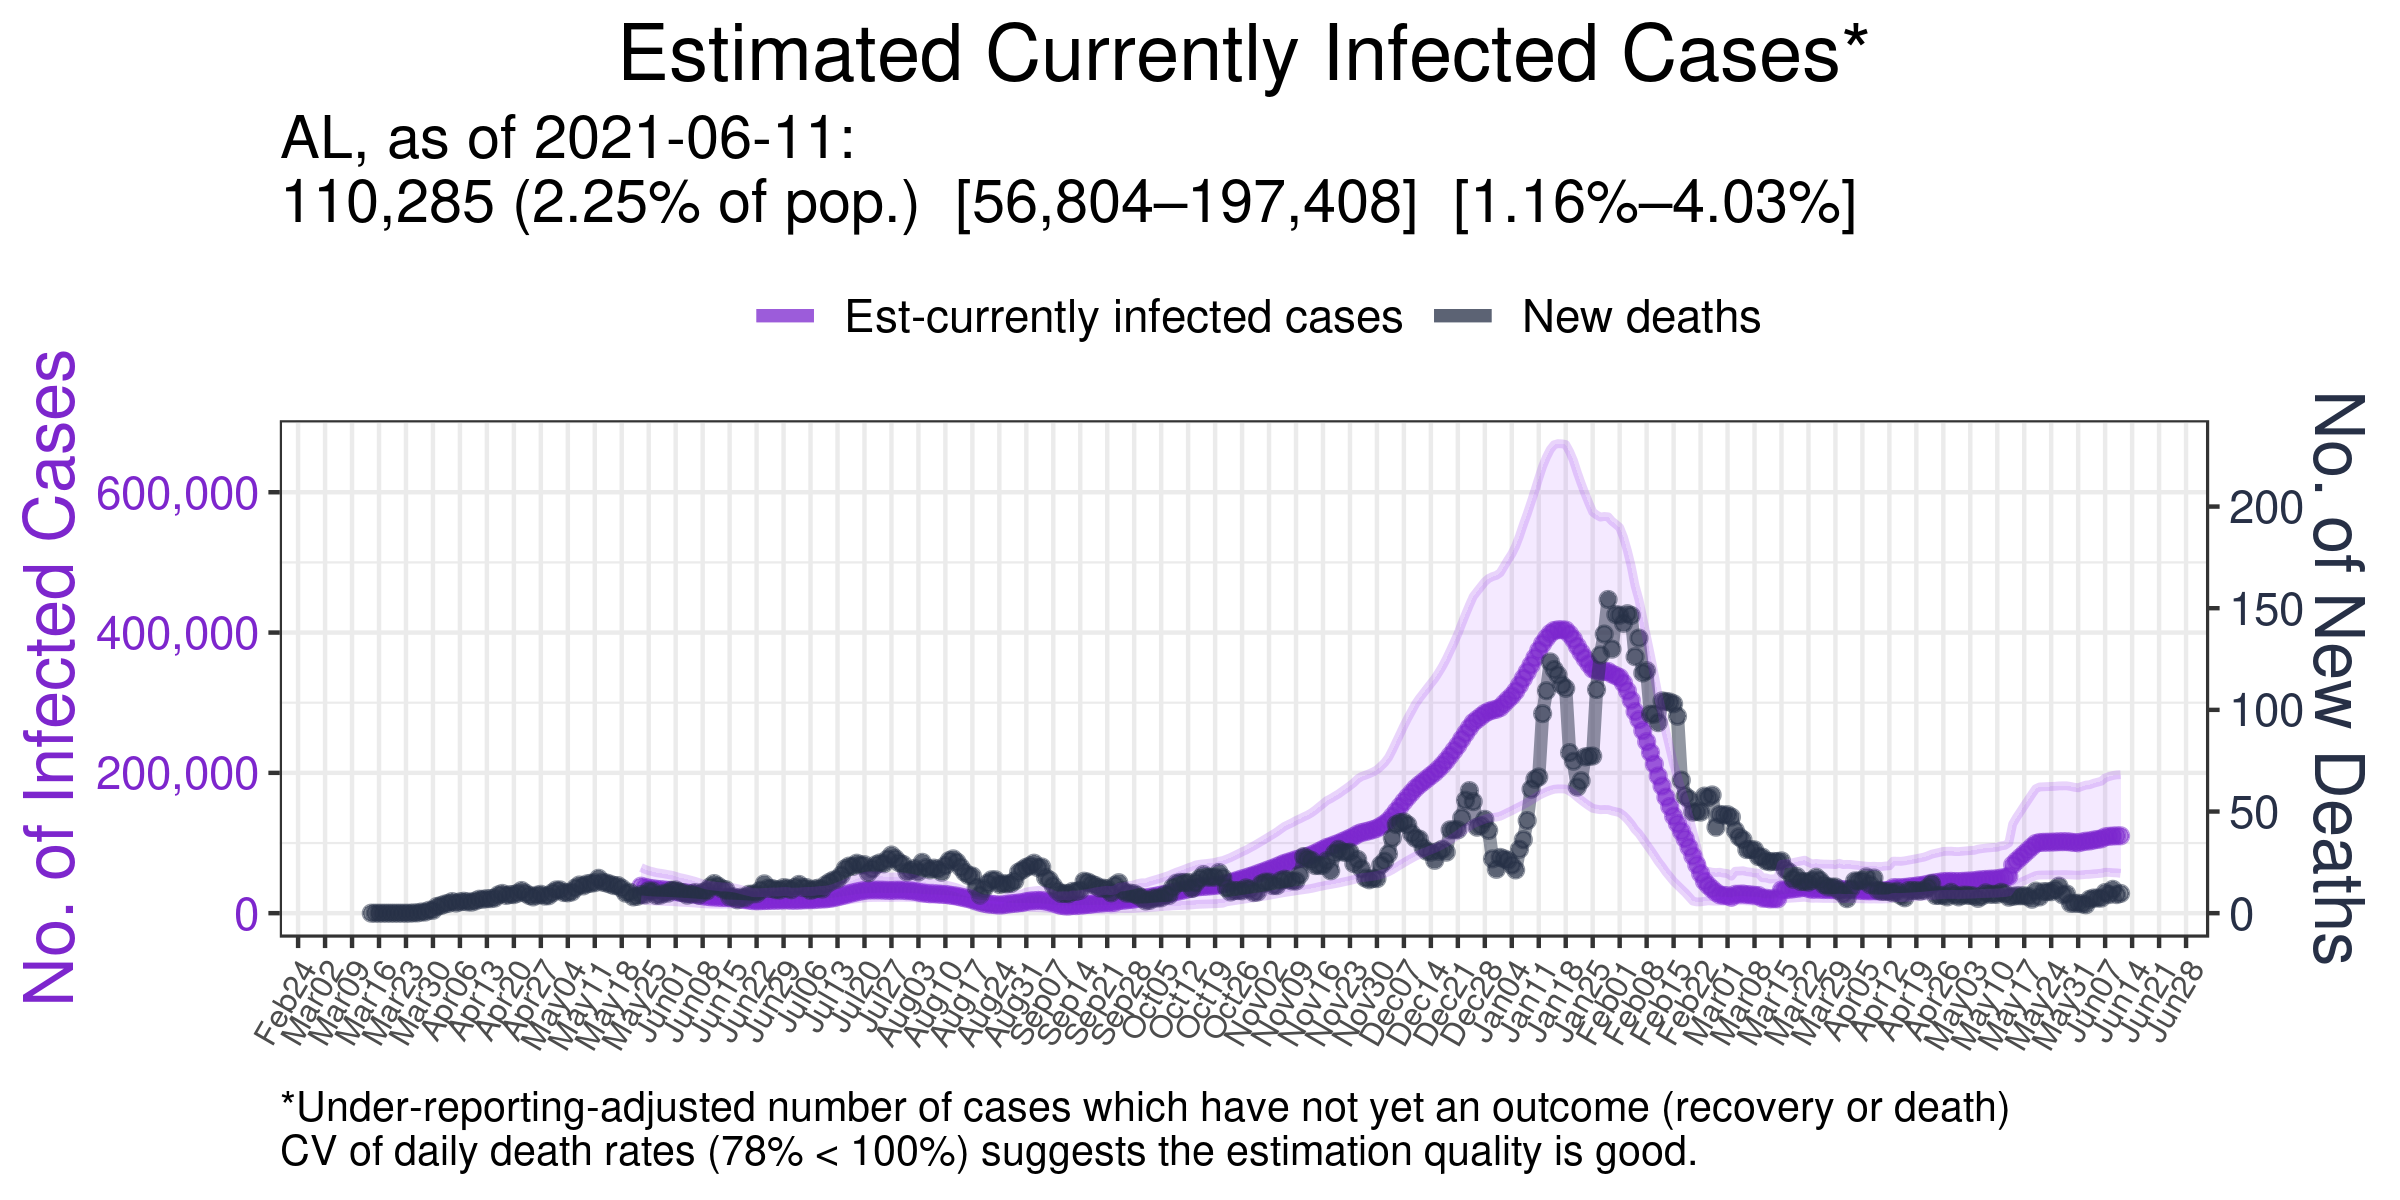 Estimated Currently Infected Cases*
AL, as of 2021-06-11:
110,285 (2.25% of pop.) [56,804–197,408] [1.16%–4.03%]
Est-currently infected cases New deaths
No. of Infected Cases
600,000
400,000
200,000
0
200
150
100
50
0
No. of New Deaths
Feb24 Mar02 Mar09 Mar16 Mar23 Mar30 Apr06 Apr13 Apr20 Apr27 May04 May11 May18 May25 Jun01 Jun08 Jun15 Jun22 Jun29 Jul06 Jul13 Jul20 Jul27 Aug03 Aug10 Aug17 Aug24 Aug31 Sep07 Sep14 Sep21 Sep28 Oct05 Oct12 Oct19 Oct26 Nov02 Nov09 Nov16 Nov23 Nov30 Dec07 Dec14 Dec21 Dec28 Jan04 Jan11 Jan18 Jan25 Feb01 Feb08 Feb15 Feb22 Mar01 Mar08 Mar15 Mar22 Mar29 Apr05 Apr12 Apr19 Apr26 May03 May10 May17 May24 May31 Jun07 Jun14 Jun21 Jun28
*Under-reporting-adjusted number of cases which have not yet an outcome (recovery or death)
CV of daily death rates (78% < 100%) suggests the estimation quality is good.